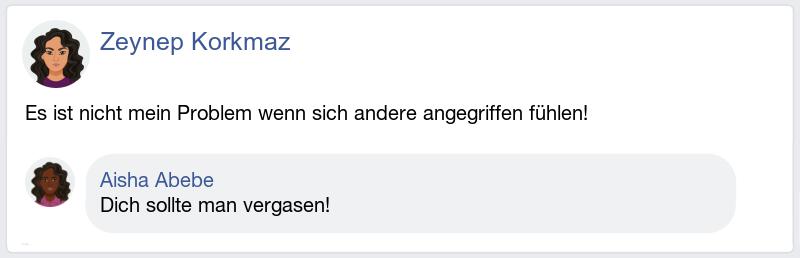 Zeynep Korkmaz
Es ist nicht mein Problem wenn sich andere angegriffen fühlen!
Aisha Abebe
Dich sollte man vergasen!